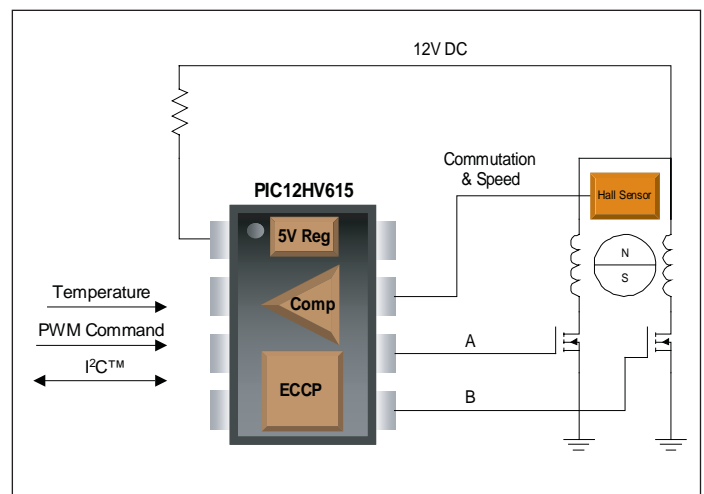 12V DC
Commutation
& Speed
PIC12HV615
Hall Sensor
5V Reg
N
S
Temperature
Comp
PWM Command
A
I²C™
ECCP
B